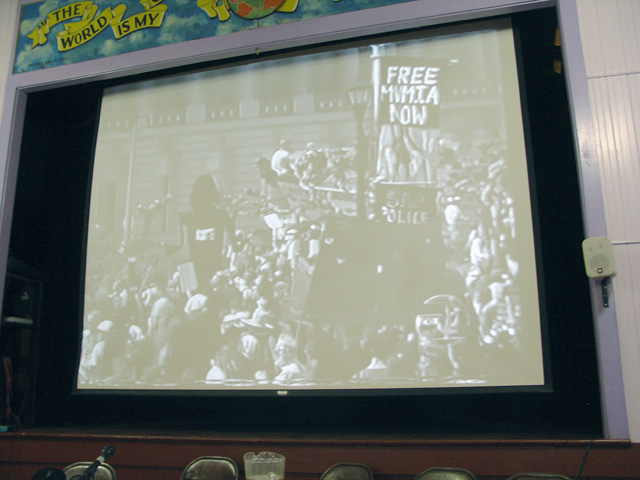 " THE
WORLD IS MY
FREE
MUMIA
NOW
POLICE